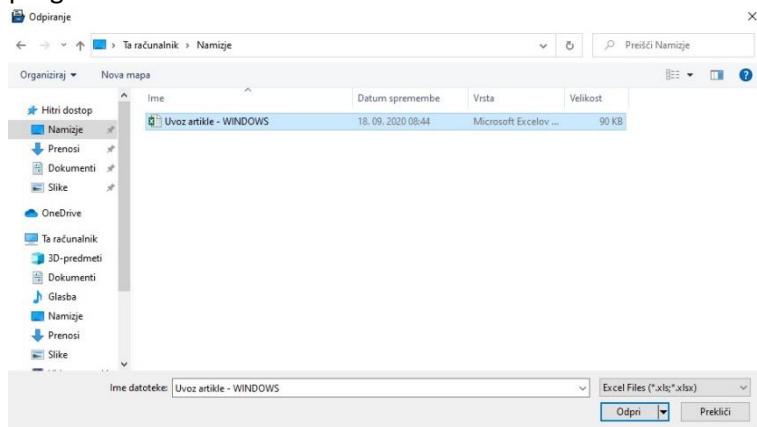 Odpiranje
Ta računalnik › Namizje
Preišči Namizje
Organiziraj
Nova mapa
Ime Datum spremembe Vrsta Velikost
Uvoz artikle - WINDOWS 18. 09. 2020 08:44 Microsoft Excelov ... 90 KB
Hitri dostop
Namizje
Prenosi
Dokumenti
Slike
OneDrive
Ta računalnik
3D-predmeti
Dokumenti
Glasba
Namizje
Prenosi
Slike
Ime datoteke: Uvoz artikle - WINDOWS
Excel Files (*.xls;*.xlsx)
Odpri Prekliči